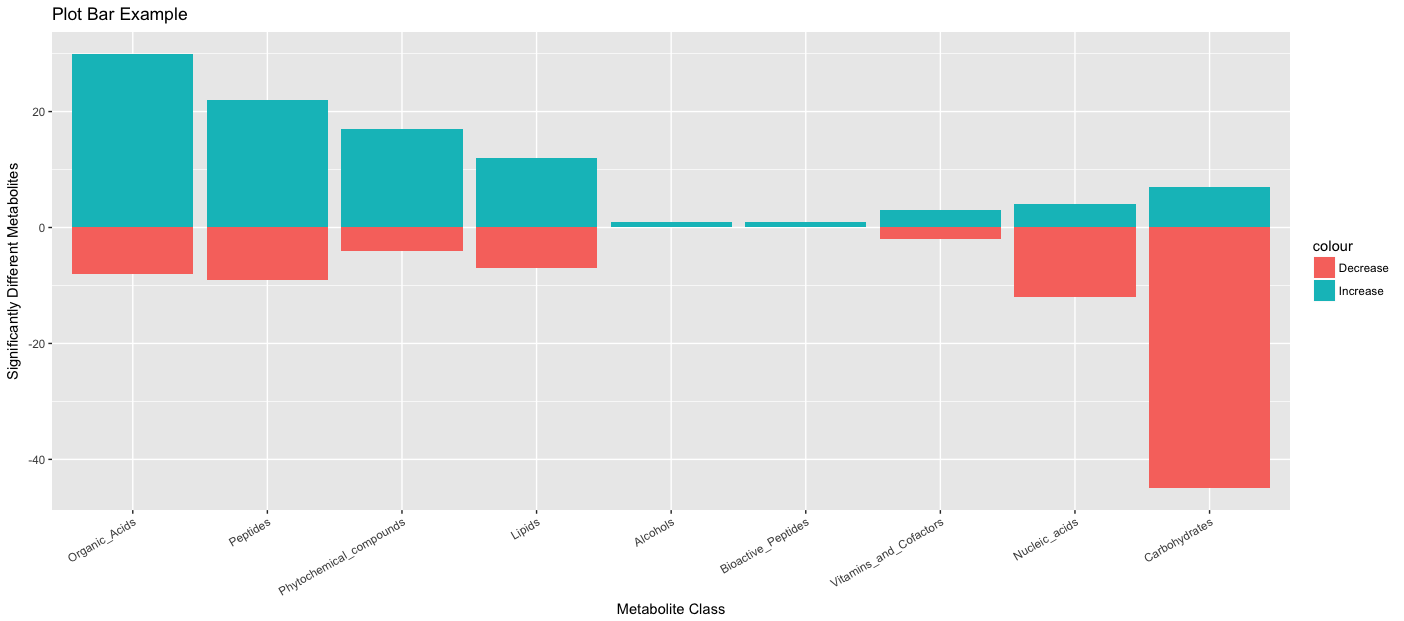 Plot Bar Example
Significantly Different Metabolites
20
0
-20
-40
Organic_Acids
Peptides
Phytochemical_compounds
Lipids
Alcohols
Bioactive_Peptides
Vitamins_and_Cofactors
Nucleic_acids
Carbohydrates
Metabolite Class
colour
Decrease
Increase